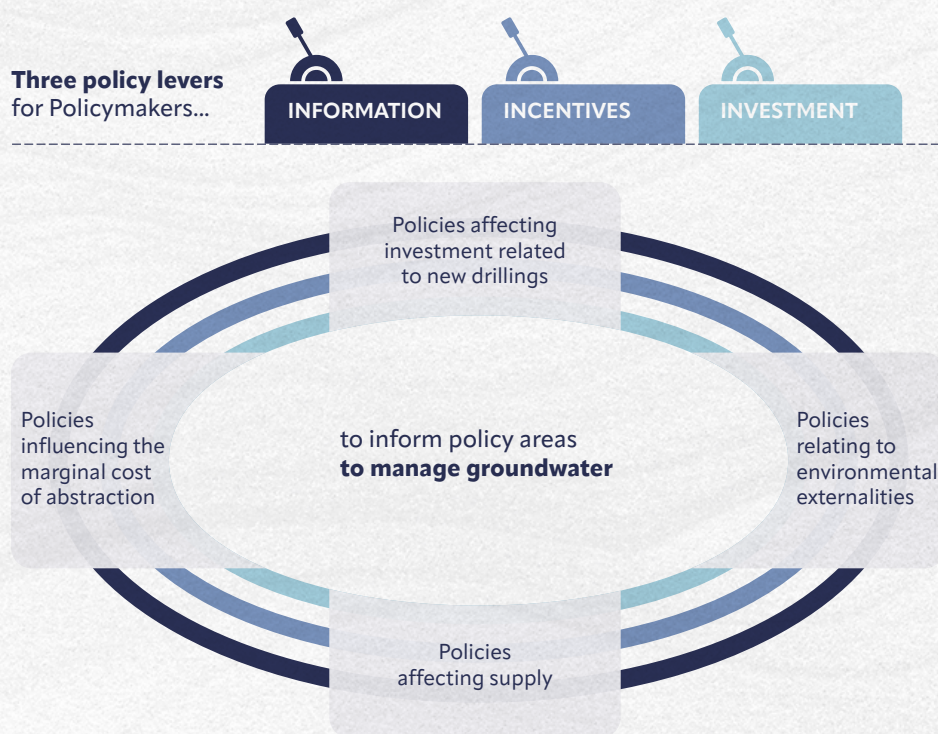 Three policy levers
for Policymakers...
INFORMATION
INCENTIVES
INVESTMENT
Policies affecting
investment related
to new drillings
Policies
influencing the
marginal cost
of abstraction
to inform policy areas
to manage groundwater
Policies
relating to
environmental
externalities
Policies
affecting supply